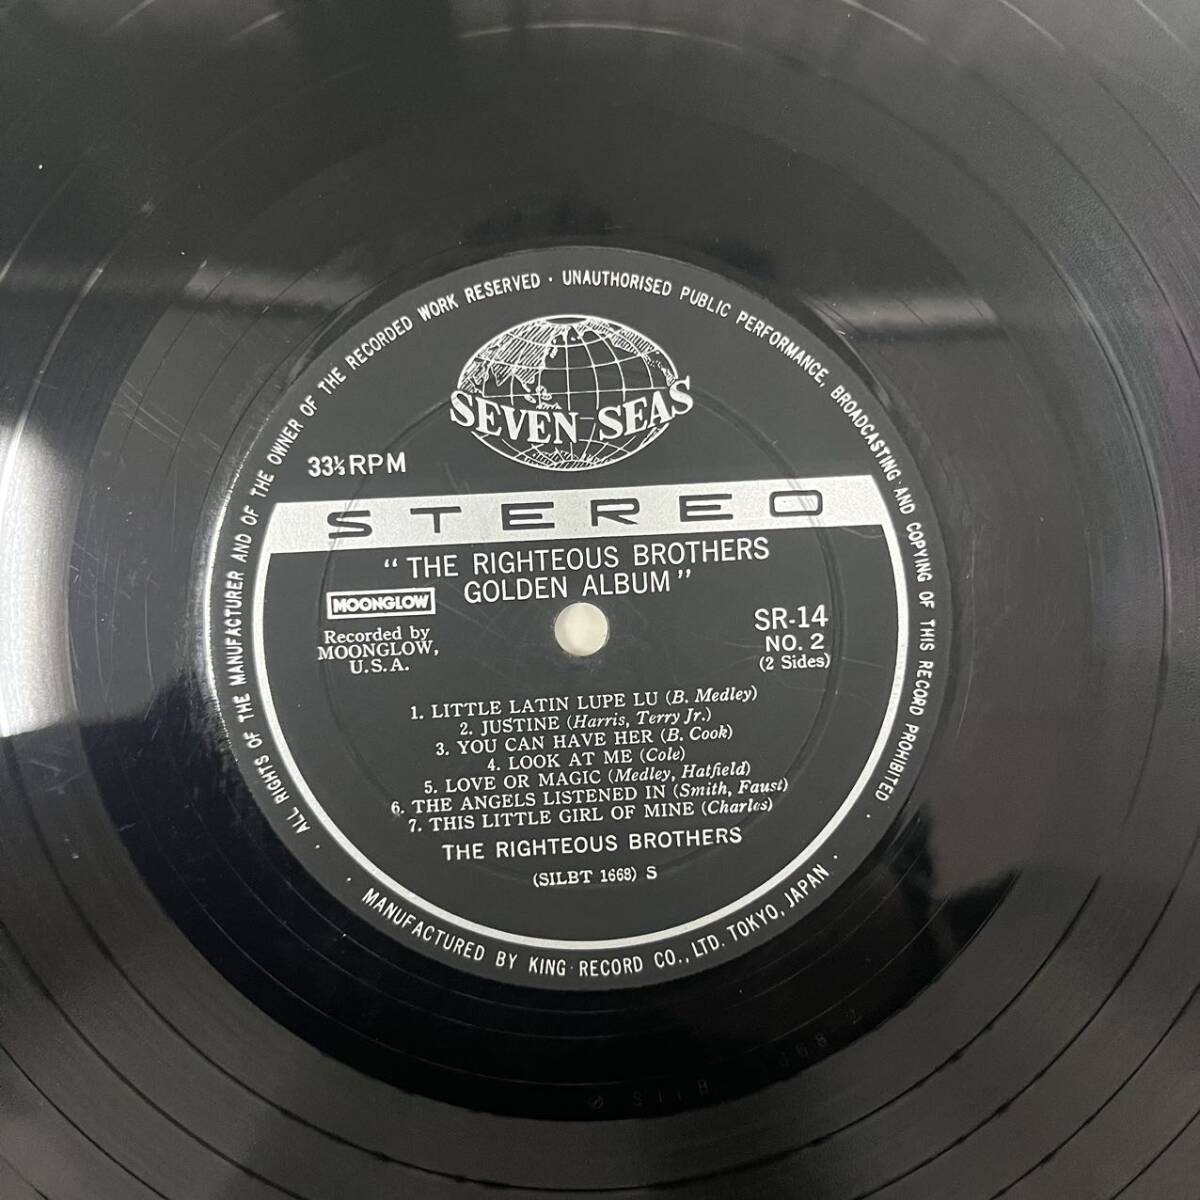 ALL RIGHTS OF THE MANUFACTURER AND OF THE OWNER OF THE RECORDED WORK RESERVED · UNAUTHORISED PUBLIC PERFORMANCE, BROADCASTING AND COPYING OF THIS RECORD PROHIBITED
SEVEN SEAS
33⅓ RPM
STEREO
“THE RIGHTEOUS BROTHERS
GOLDEN ALBUM”
MOONGLOW
Recorded by
MOONGLOW,
U.S.A.
SR-14
NO. 2
(2 Sides)
1. LITTLE LATIN LUPE LU (B. Medley)
2. JUSTINE (Harris, Terry Jr.)
3. YOU CAN HAVE HER (B. Cook)
4. LOOK AT ME (Cole)
5. LOVE OR MAGIC (Medley, Hatfield)
6. THE ANGELS LISTENED IN (Smith, Faust)
7. THIS LITTLE GIRL OF MINE (Charles)
THE RIGHTEOUS BROTHERS
(SILBT 1668) S
· MANUFACTURED BY KING RECORD CO., LTD. TOKYO, JAPAN ·